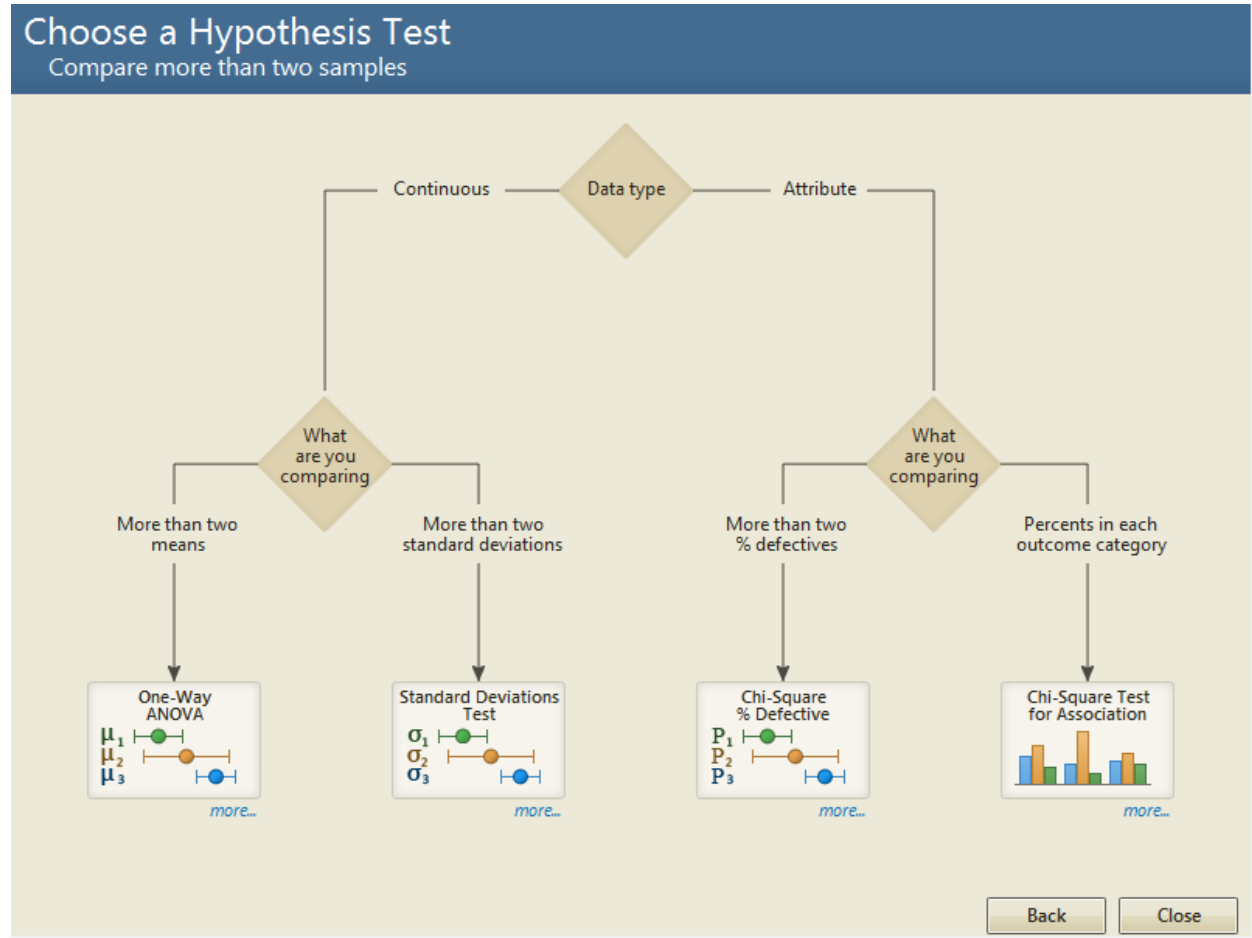 Choose a Hypothesis Test
Compare more than two samples
Continuous
Data type
Attribute
What
are you
comparing
What
are you
comparing
More than two
means
More than two
standard deviations
More than two
% defectives
Percents in each
outcome category
One-Way
ANOVA
μ1
μ2
μ3
more...
Standard Deviations
Test
σ1
σ2
σ3
more...
Chi-Square
% Defective
P1
P2
P3
more...
Chi-Square Test
for Association
more...
Back
Close